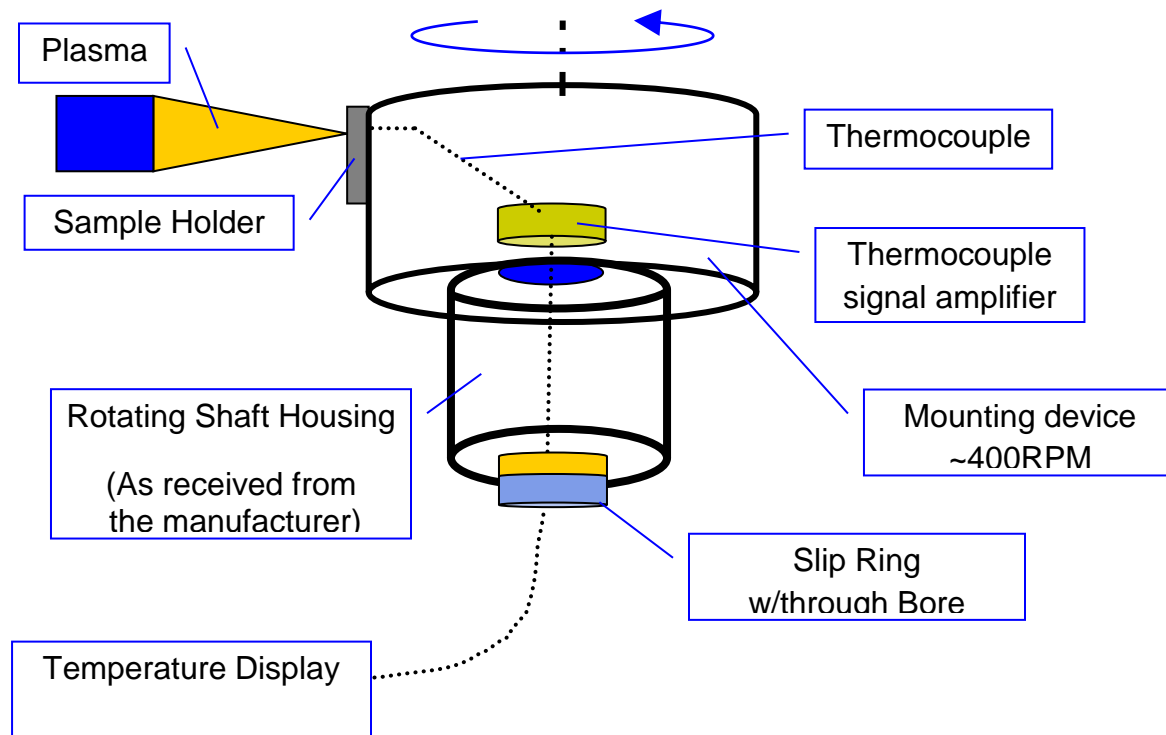 Plasma
Thermocouple
Sample Holder
Thermocouple
signal amplifier
Rotating Shaft Housing
(As received from
the manufacturer)
Mounting device
~400RPM
Slip Ring
w/through Bore
Temperature Display